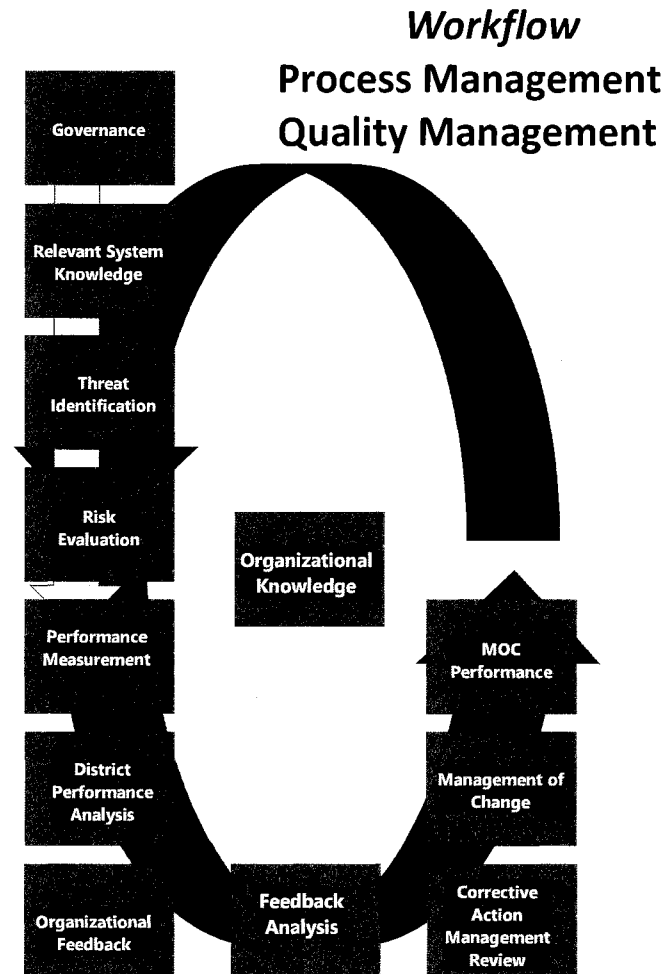 Workflow
Process Management
Quality Management
Governance
Relevant System
Knowledge
Threat
Identification
Risk
Evaluation
Organizational
Knowledge
Performance
Measurement
MOC
Performance
District
Performance
Analysis
Management of
Change
Organizational
Feedback
Feedback
Analysis
Corrective
Action
Management
Review